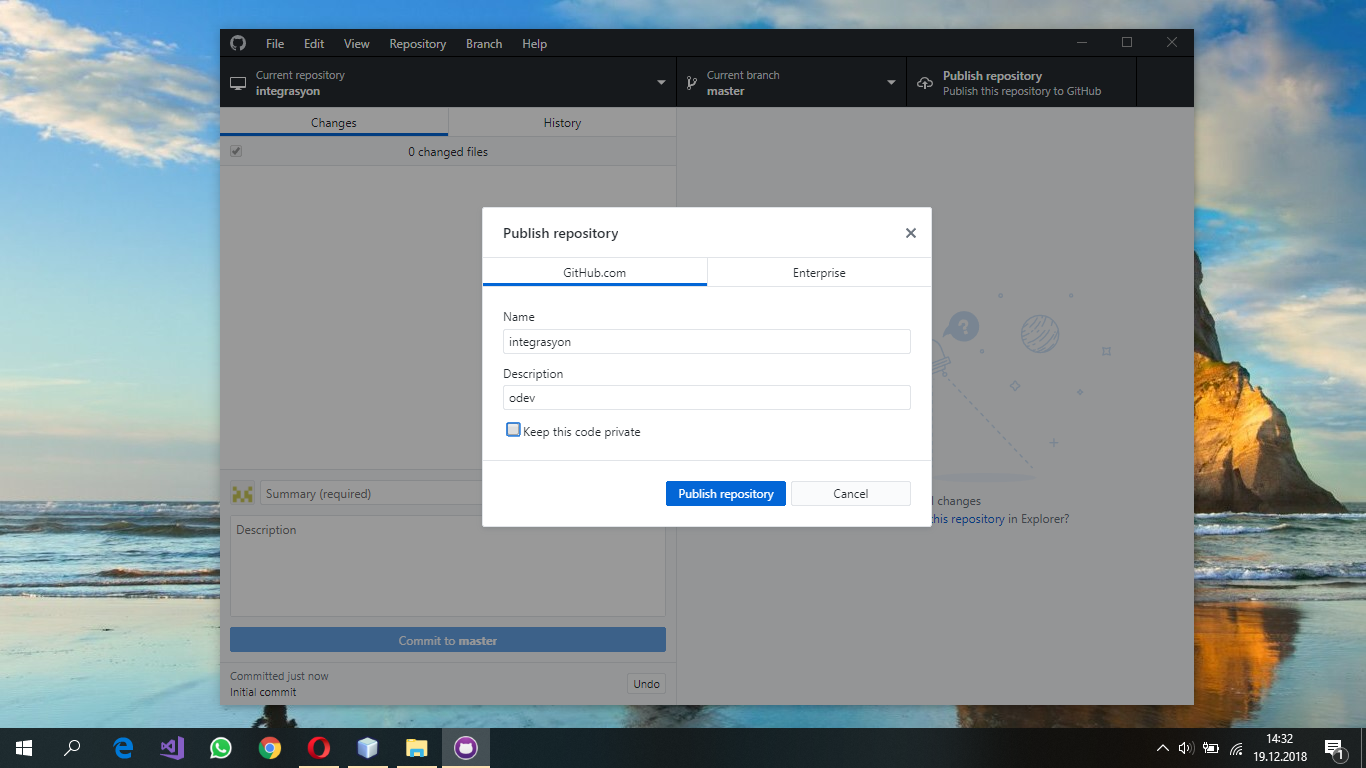 File Edit View Repository Branch Help
Current repository
integrasyon
Current branch
master
Publish repository
Publish this repository to GitHub
Changes
History
0 changed files
Publish repository
GitHub.com
Enterprise
Name
integrasyon
Description
odev
Keep this code private
Publish repository
Cancel
changes
this repository in Explorer?
Summary (required)
Description
Commit to master
Committed just now
Initial commit
Undo
14:32
19.12.2018
1